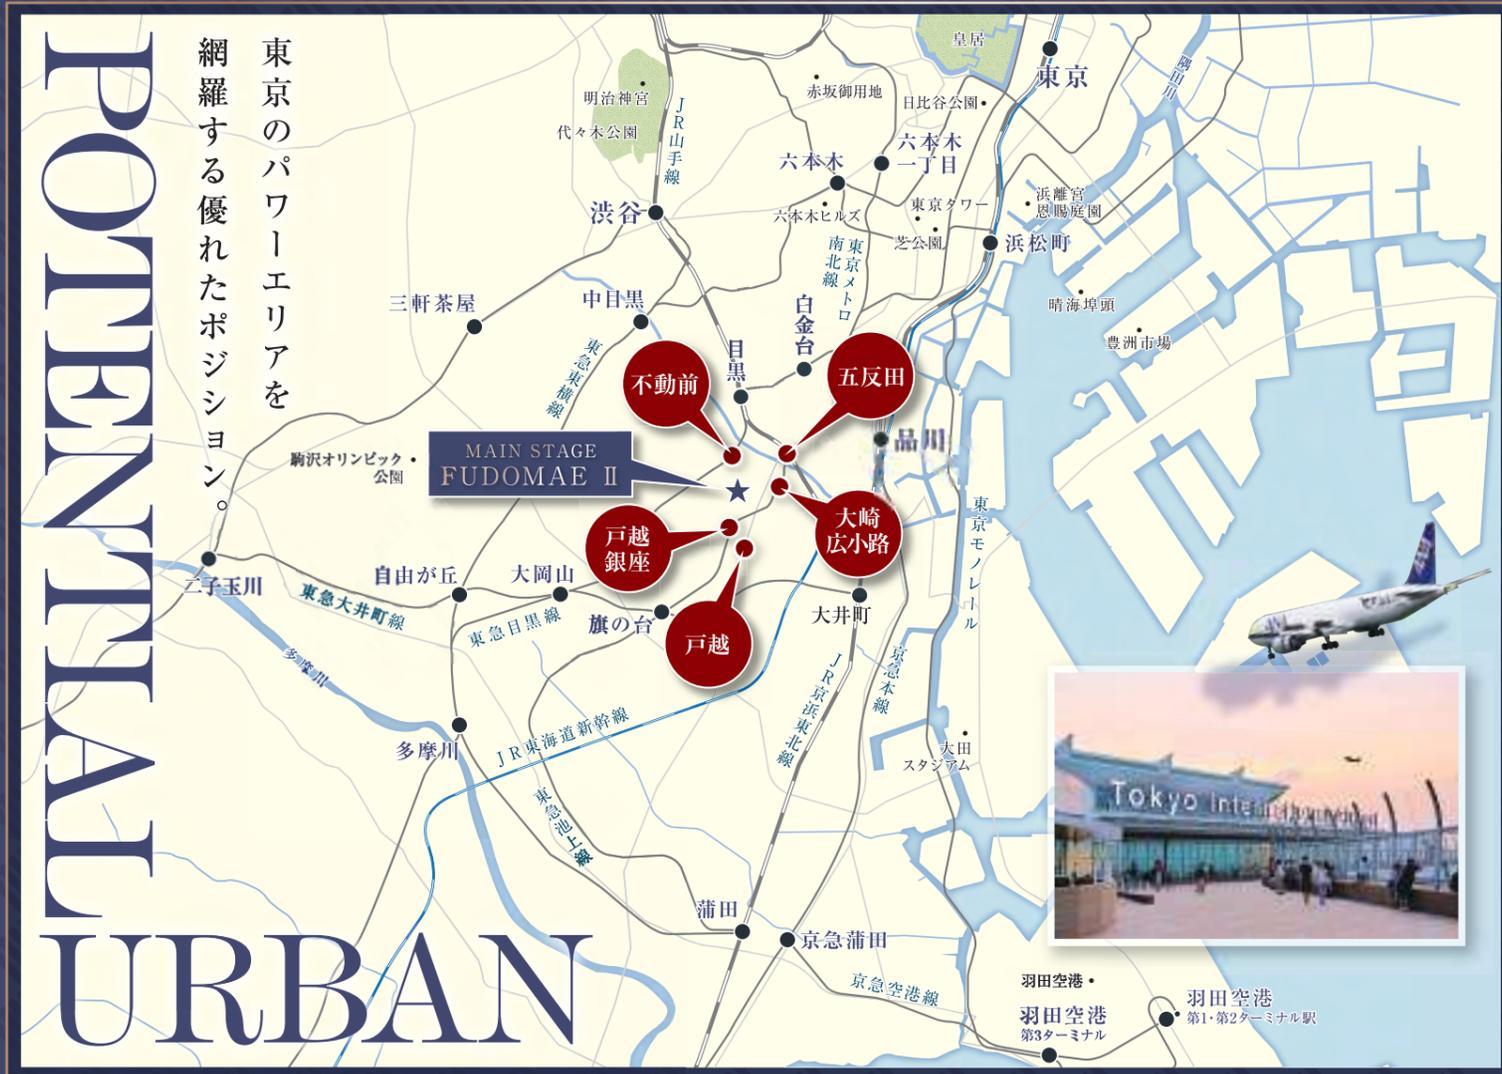 POTENTIAL
URBAN
東京のパワーエリアを
網羅する優れたポジション。
皇居
東京
隅田川
明治神宮
代々木公園
JR山手線
赤坂御用地
日比谷公園
六本木
六本木
一丁目
渋谷
六本木ヒルズ
東京タワー
芝公園
浜離宮
恩賜庭園
浜松町
東京メトロ
南北線
三軒茶屋
中目黒
白金台
晴海埠頭
豊洲市場
東急東横線
目黒
不動前
五反田
駒沢オリンピック
公園
MAIN STAGE
FUDOMAE Ⅱ
品川
戸越
銀座
大崎
広小路
東京モノレール
二子玉川
東急大井町線
自由が丘
大岡山
東急目黒線
旗の台
戸越
大井町
多摩川
多摩川
JR東海道新幹線
JR京浜東北線
京急本線
大田
スタジアム
東急池上線
蒲田
京急蒲田
京急空港線
Tokyo
羽田空港
羽田空港
第3ターミナル
羽田空港
第1・第2ターミナル駅